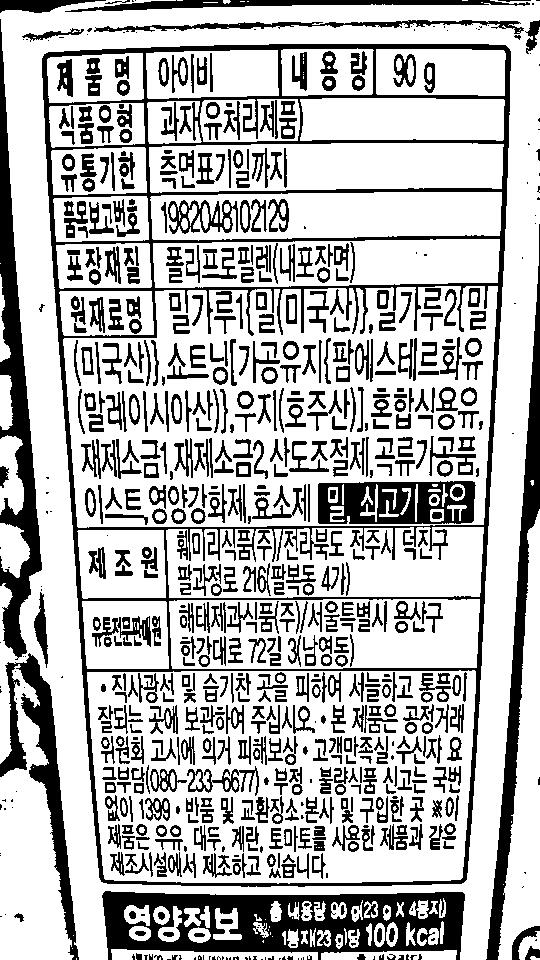 제 품 명 아이비 내 용 량 90 g
식품유형 과자(유처리제품)
유통기한 측면표기일까지
품목보고번호 1982048102129
포장재질 폴리프로필렌(내포장면)
원재료명 밀가루1{밀(미국산)},밀가루2{밀
(미국산)},쇼트닝[가공유지{팜에스테르화유
(말레이시아산)},우지(호주산)],혼합식용유,
재제소금1,재제소금2,산도조절제,곡류가공품,
이스트,영양강화제,효소제 밀, 쇠고기 함유
제 조 원 훼미리식품(주)/전라북도 전주시 덕진구
팔과정로 216(팔복동 4가)
유통전문판매원 해태제과식품(주)/서울특별시 용산구
한강대로 72길 3(남영동)
• 직사광선 및 습기찬 곳을 피하여 서늘하고 통풍이
잘되는 곳에 보관하여 주십시오. • 본 제품은 공정거래
위원회 고시에 의거 피해보상 • 고객만족실:수신자 요
금부담(080-233-6677) • 부정 · 불량식품 신고는 국번
없이 1399 • 반품 및 교환장소:본사 및 구입한 곳 ※이
제품은 우유, 대두, 계란, 토마토를 사용한 제품과 같은
제조시설에서 제조하고 있습니다.
영양정보 총 내용량 90 g(23 g X 4봉지)
1봉지(23 g)당 100 kcal